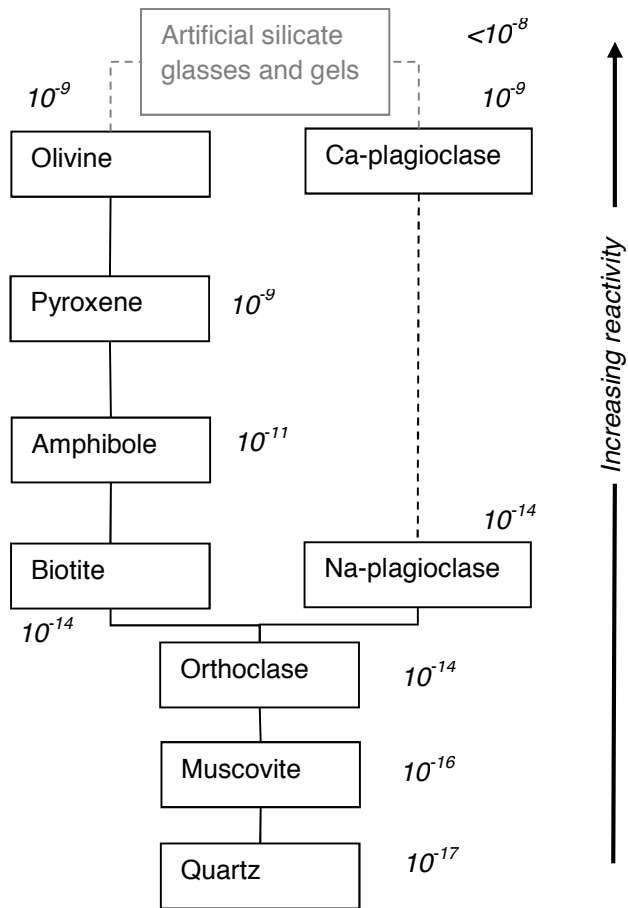 Artificial silicate
glasses and gels
<10⁻⁸
10⁻⁹
10⁻⁹
Olivine
Ca-plagioclase
Pyroxene
10⁻⁹
Increasing reactivity
Amphibole
10⁻¹¹
10⁻¹⁴
Biotite
Na-plagioclase
10⁻¹⁴
Orthoclase
10⁻¹⁴
Muscovite
10⁻¹⁶
Quartz
10⁻¹⁷